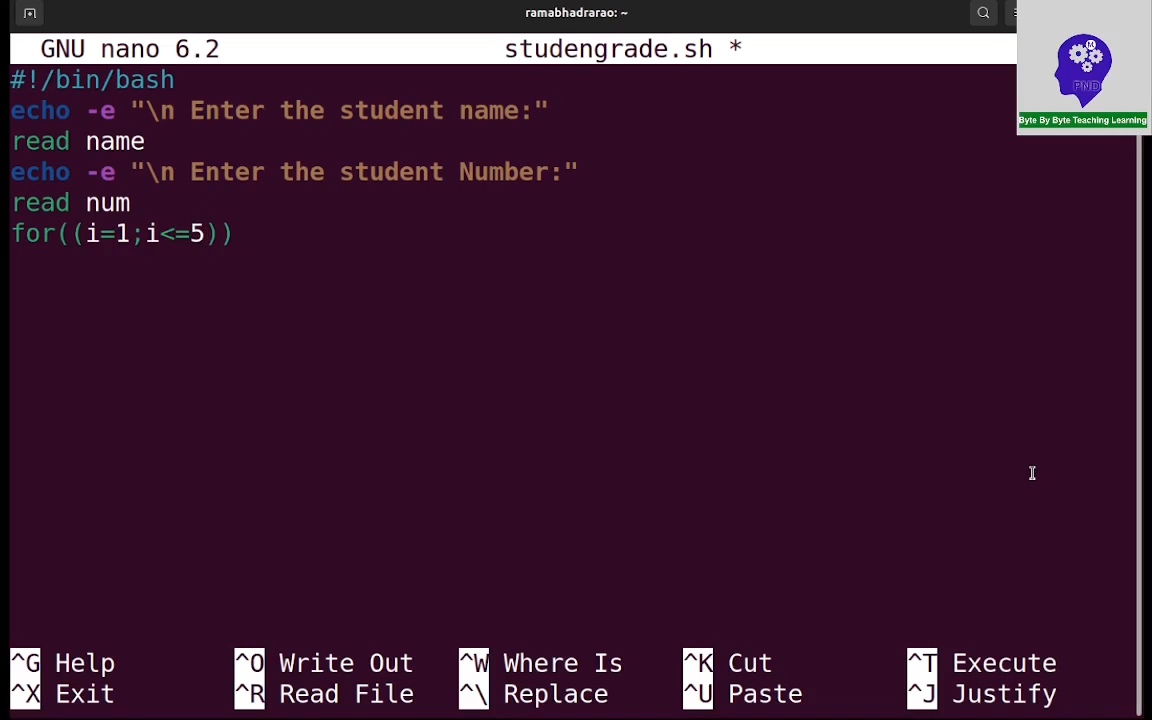 ramabhadrarao: ~
GNU nano 6.2 studengrade.sh *
#!/bin/bash
echo -e "\n Enter the student name:"
read name
echo -e "\n Enter the student Number:"
read num
for((i=1;i<=5))
PND
Byte By Byte Teaching Learning
^G Help ^O Write Out ^W Where Is ^K Cut ^T Execute
^X Exit ^R Read File ^\ Replace ^U Paste ^J Justify